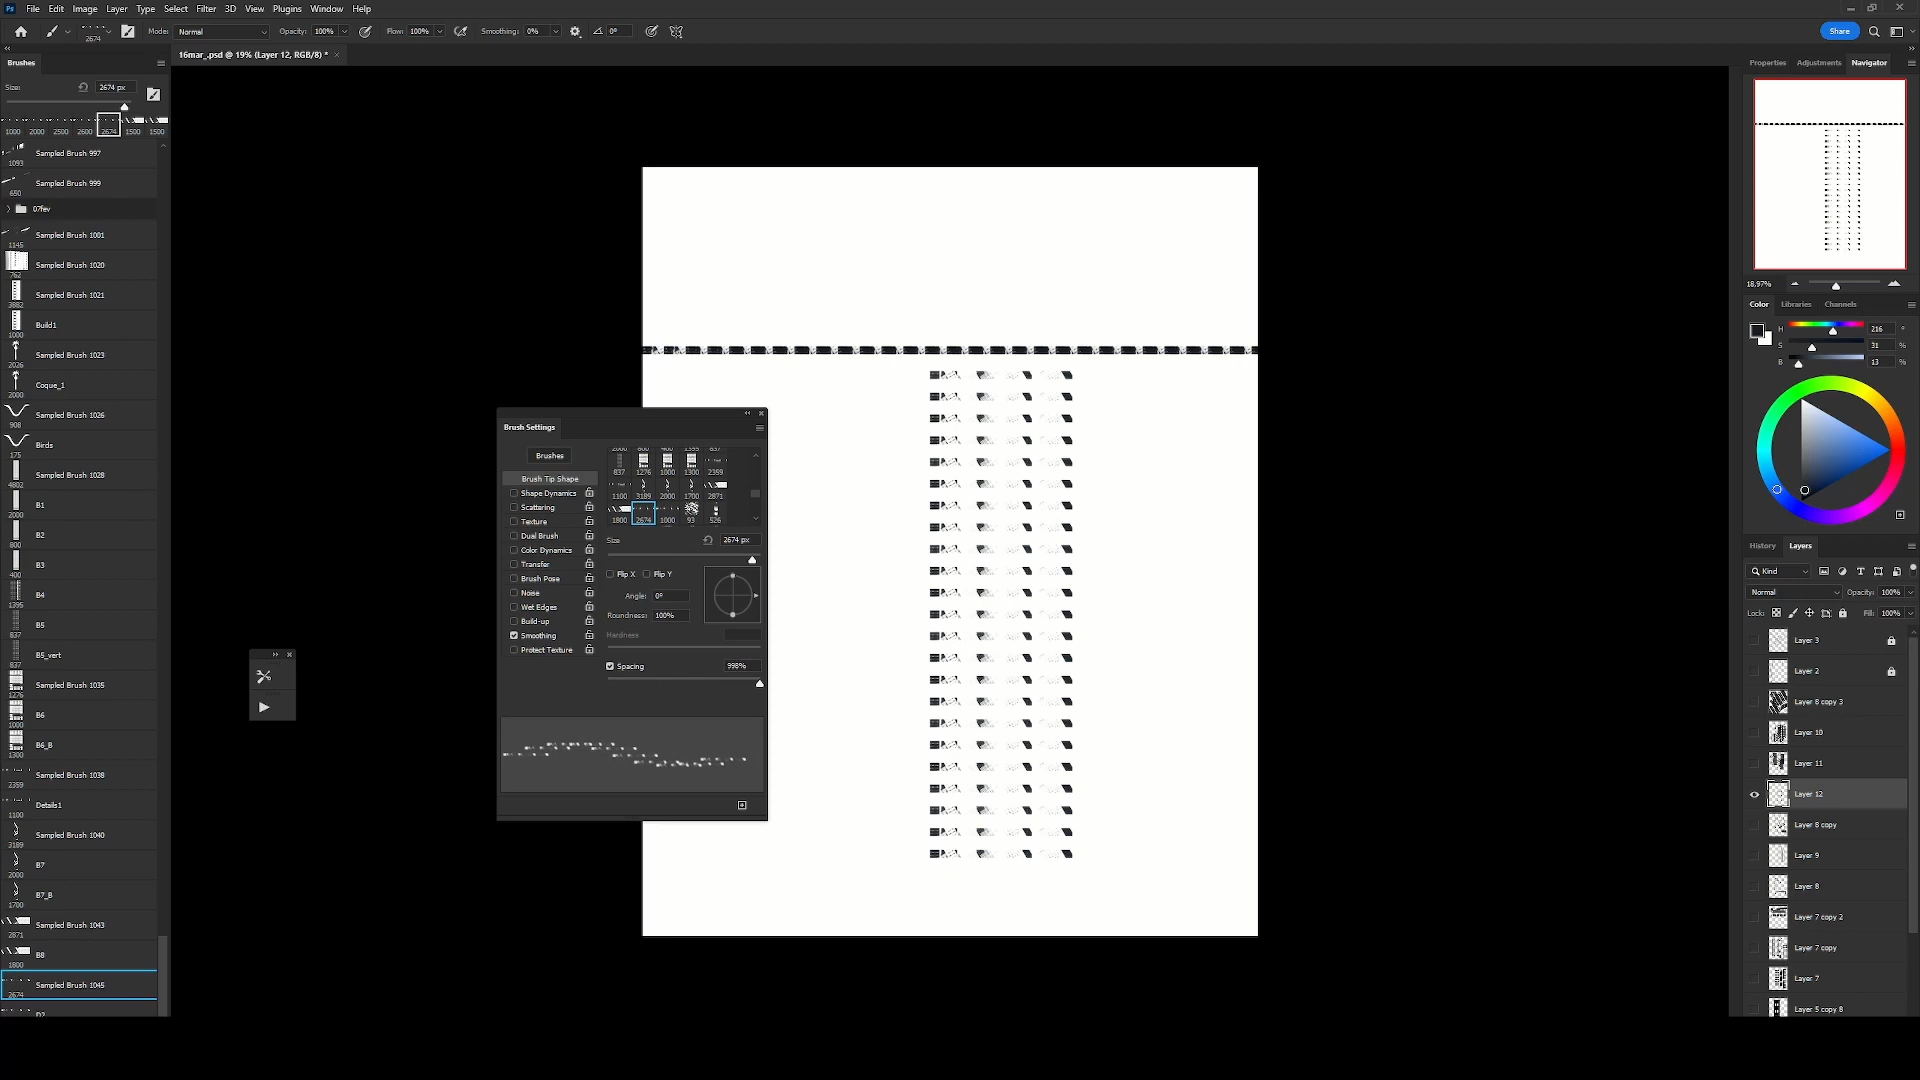 File Edit Image Layer Type Select Filter 3D View Plugins Window Help
2674 Mode: Normal Opacity: 100% Flow: 100% Smoothing: 0% 0° Share
16mar_.psd @ 19% (Layer 12, RGB/8) *
Brushes
Size: 2674 px
1000 2000 2500 2600 2674 1500 1500
Sampled Brush 997
1093
Sampled Brush 999
650
07fev
Sampled Brush 1001
1145
Sampled Brush 1020
762
Sampled Brush 1021
3882
Build1
1000
Sampled Brush 1023
2026
Coque_1
2000
Sampled Brush 1026
908
Birds
175
Sampled Brush 1028
B1
2000
B2
800
B3
400
B4
1395
B5
837
B5_vert
837
Sampled Brush 1035
1276
B6
1000
B6_B
1300
Sampled Brush 1038
2359
Details1
1100
Sampled Brush 1040
3189
B7
2000
B7_B
1700
Sampled Brush 1043
2871
B8
1800
Sampled Brush 1045
2674
Brush Settings
Brushes
Brush Tip Shape
Shape Dynamics
Scattering
Texture
Dual Brush
Color Dynamics
Transfer
Brush Pose
Noise
Wet Edges
Build-up
Smoothing
Protect Texture
837 1276 1000 1300 2359
1100 3189 2000 1700 2871
1800 2674 1000 93 526
Size 2674 px
Flip X Flip Y
Angle: 0°
Roundness: 100%
Hardness
Spacing 998%
Properties Adjustments Navigator
18.97%
Color Libraries Channels
H 216 °
S 31 %
B 13 %
History Layers
Kind
Normal Opacity: 100%
Lock: Fill: 100%
Layer 3
Layer 2
Layer 8 copy 3
Layer 10
Layer 11
Layer 12
Layer 8 copy
Layer 9
Layer 8
Layer 7 copy 2
Layer 7 copy
Layer 7
Layer 5 copy 8